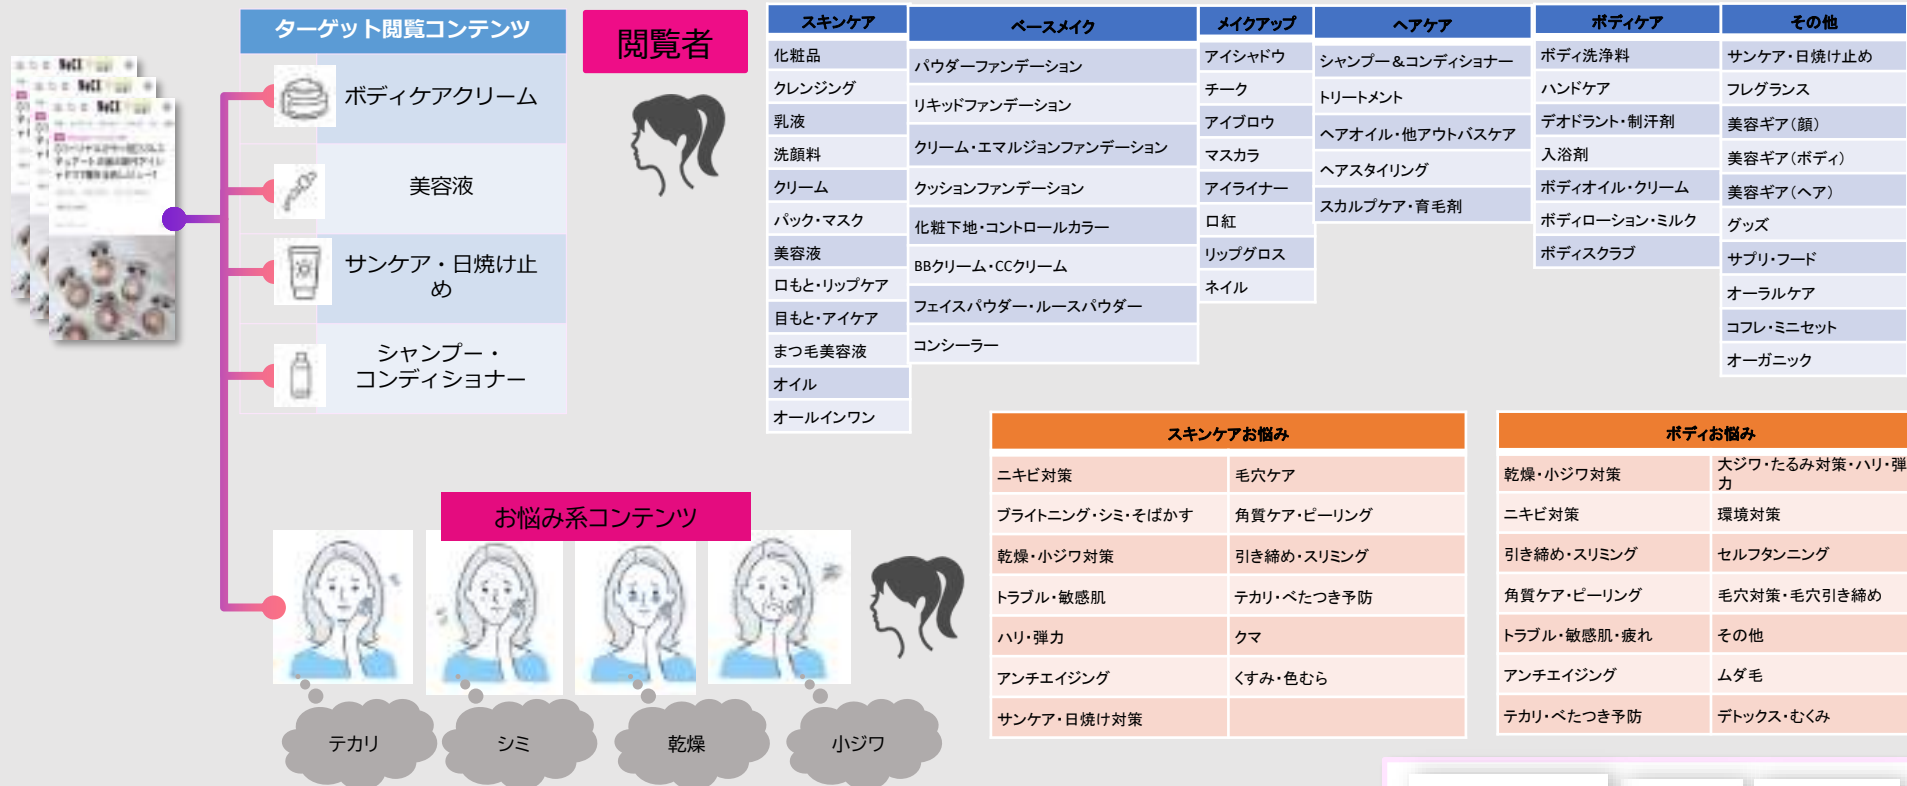 ターゲット閲覧コンテンツ
ボディケアクリーム
美容液
サンケア・日焼け止
め
シャンプー・
コンディショナー
閲覧者
スキンケア
化粧品
クレンジング
乳液
洗顔料
クリーム
パック・マスク
美容液
口もと・リップケア
目もと・アイケア
まつ毛美容液
オイル
オールインワン
ベースメイク
パウダーファンデーション
リキッドファンデーション
クリーム・エマルジョンファンデーション
クッションファンデーション
化粧下地・コントロールカラー
BBクリーム・CCクリーム
フェイスパウダー・ルースパウダー
コンシーラー
メイクアップ
アイシャドウ
チーク
アイブロウ
マスカラ
アイライナー
口紅
リップグロス
ネイル
ヘアケア
シャンプー&コンディショナー
トリートメント
ヘアオイル・他アウトバスケア
ヘアスタイリング
スカルプケア・育毛剤
ボディケア
ボディ洗浄料
ハンドケア
デオドラント・制汗剤
入浴剤
ボディオイル・クリーム
ボディローション・ミルク
ボディスクラブ
その他
サンケア・日焼け止め
フレグランス
美容ギア(顔)
美容ギア(ボディ)
美容ギア(ヘア)
グッズ
サプリ・フード
オーラルケア
コフレ・ミニセット
オーガニック
お悩み系コンテンツ
テカリ
シミ
乾燥
小ジワ
スキンケアお悩み
ニキビ対策
毛穴ケア
ブライトニング・シミ・そばかす
角質ケア・ピーリング
乾燥・小ジワ対策
引き締め・スリミング
トラブル・敏感肌
テカリ・べたつき予防
ハリ・弾力
クマ
アンチエイジング
くすみ・色むら
サンケア・日焼け対策
ボディお悩み
乾燥・小ジワ対策
大ジワ・たるみ対策・ハリ・弾
力
ニキビ対策
環境対策
引き締め・スリミング
セルフタンニング
角質ケア・ピーリング
毛穴対策・毛穴引き締め
トラブル・敏感肌・疲れ
その他
アンチエイジング
ムダ毛
テカリ・べたつき予防
デトックス・むくみ